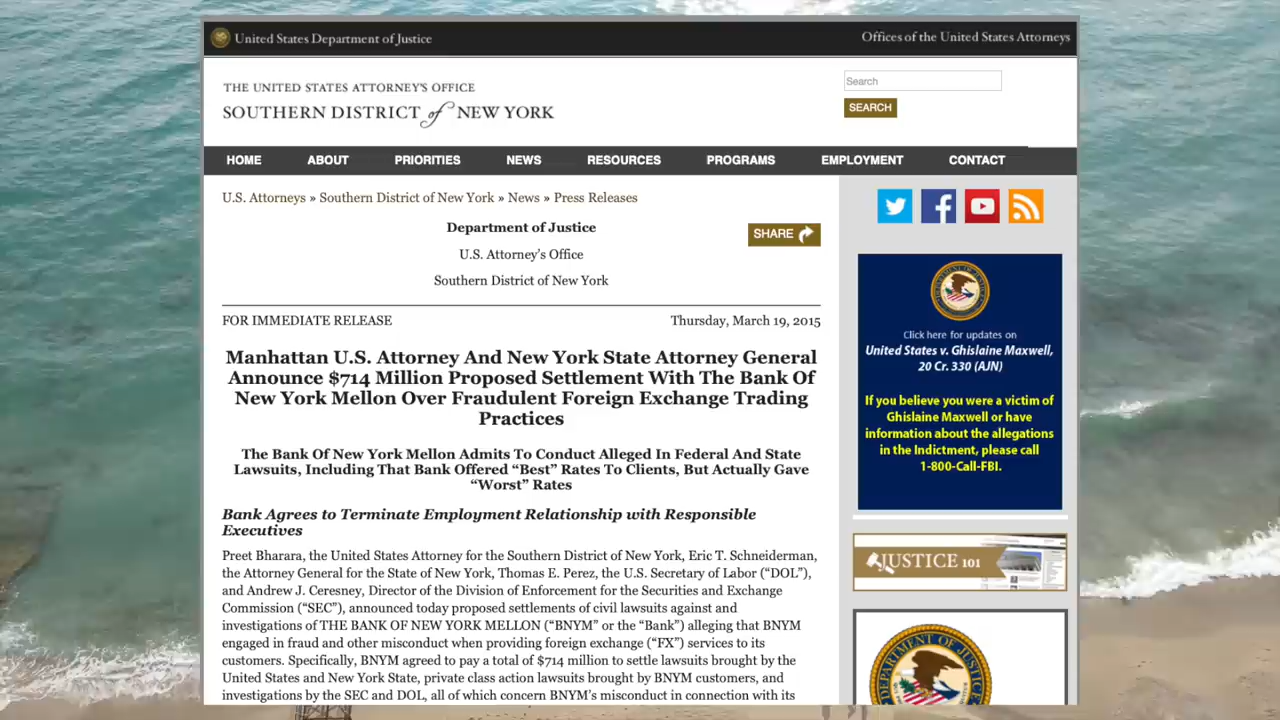 United States Department of Justice
Offices of the United States Attorneys
THE UNITED STATES ATTORNEY'S OFFICE
SOUTHERN DISTRICT of NEW YORK
Search
SEARCH
HOME ABOUT PRIORITIES NEWS RESOURCES PROGRAMS EMPLOYMENT CONTACT
U.S. Attorneys » Southern District of New York » News » Press Releases
Department of Justice
SHARE
U.S. Attorney's Office
Southern District of New York
FOR IMMEDIATE RELEASE
Thursday, March 19, 2015
Manhattan U.S. Attorney And New York State Attorney General
Announce $714 Million Proposed Settlement With The Bank Of
New York Mellon Over Fraudulent Foreign Exchange Trading
Practices
The Bank Of New York Mellon Admits To Conduct Alleged In Federal And State
Lawsuits, Including That Bank Offered “Best” Rates To Clients, But Actually Gave
“Worst” Rates
Bank Agrees to Terminate Employment Relationship with Responsible
Executives
Preet Bharara, the United States Attorney for the Southern District of New York, Eric T. Schneiderman,
the Attorney General for the State of New York, Thomas E. Perez, the U.S. Secretary of Labor (“DOL”),
and Andrew J. Ceresney, Director of the Division of Enforcement for the Securities and Exchange
Commission (“SEC”), announced today proposed settlements of civil lawsuits against and
investigations of THE BANK OF NEW YORK MELLON (“BNYM” or the “Bank”) alleging that BNYM
engaged in fraud and other misconduct when providing foreign exchange (“FX”) services to its
customers. Specifically, BNYM agreed to pay a total of $714 million to settle lawsuits brought by the
United States and New York State, private class action lawsuits brought by BNYM customers, and
investigations by the SEC and DOL, all of which concern BNYM's misconduct in connection with its
Click here for updates on
United States v. Ghislaine Maxwell,
20 Cr. 330 (AJN)
If you believe you were a victim of
Ghislaine Maxwell or have
information about the allegations
in the Indictment, please call
1-800-Call-FBI.
JUSTICE 101
DEPARTMENT OF JUSTICE